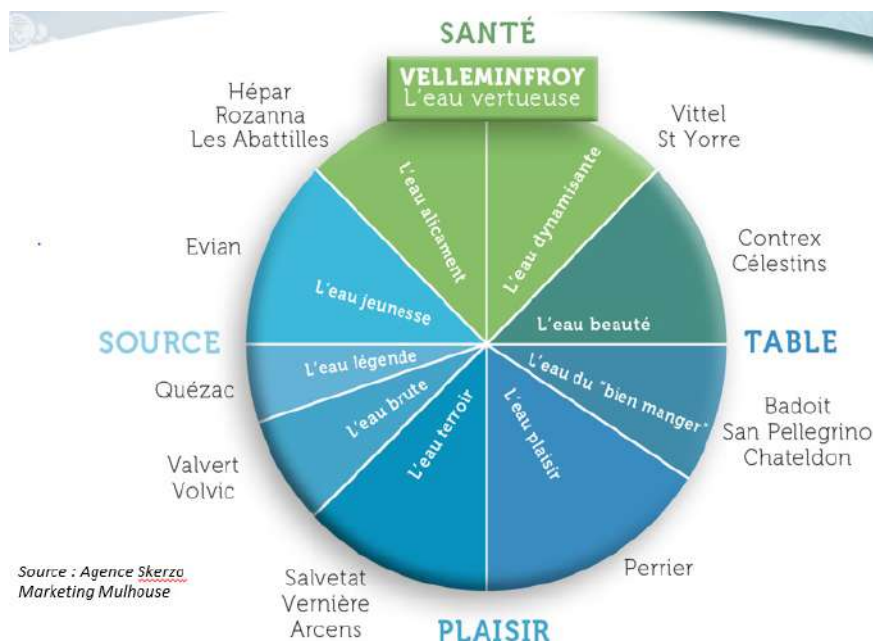 SANTÉ
VELLEMINFROY
L'eau vertueuse
Hépar
Rozanna
Les Abattilles
Vittel
St Yorre
L'eau alicament
L'eau dynamisante
Evian
L'eau jeunesse
Contrex
Célestins
L'eau beauté
SOURCE
TABLE
L'eau légende
L'eau du "bien manger"
Quézac
L'eau brute
L'eau terroir
L'eau plaisir
Badoit
San Pellegrino
Chateldon
Valvert
Volvic
Source : Agence Skerzo
Marketing Mulhouse
Salvetat
Vernière
Arcens
Perrier
PLAISIR